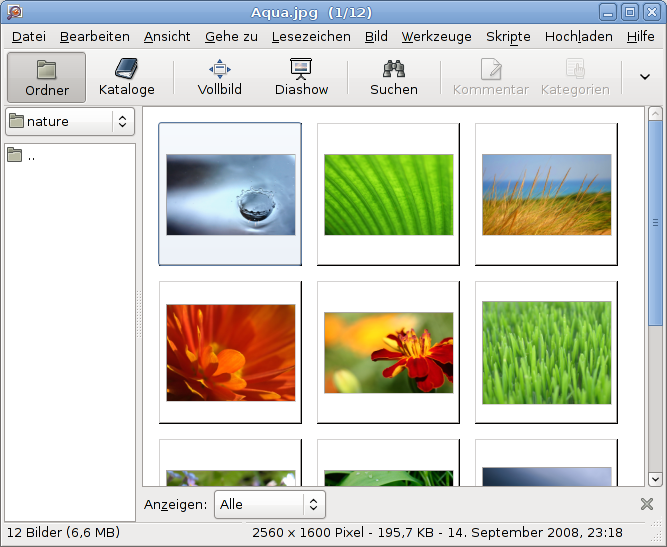 Aqua.jpg (1/12)
Datei Bearbeiten Ansicht Gehe zu Lesezeichen Bild Werkzeuge Skripte Hochladen Hilfe
Ordner Kataloge Vollbild Diashow Suchen Kommentar Kategorien
nature
..
Anzeigen: Alle
12 Bilder (6,6 MB) 2560 x 1600 Pixel - 195,7 KB - 14. September 2008, 23:18